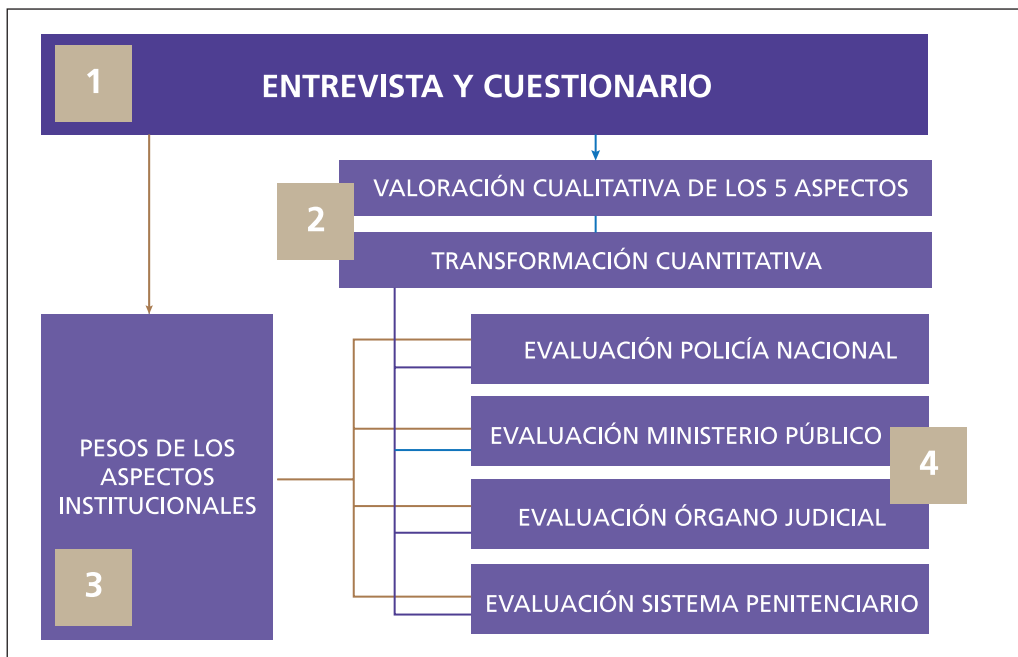 1
ENTREVISTA Y CUESTIONARIO
2
VALORACIÓN CUALITATIVA DE LOS 5 ASPECTOS
TRANSFORMACIÓN CUANTITATIVA
3
PESOS DE LOS
ASPECTOS
INSTITUCIONALES
4
EVALUACIÓN POLICÍA NACIONAL
EVALUACIÓN MINISTERIO PÚBLICO
EVALUACIÓN ÓRGANO JUDICIAL
EVALUACIÓN SISTEMA PENITENCIARIO